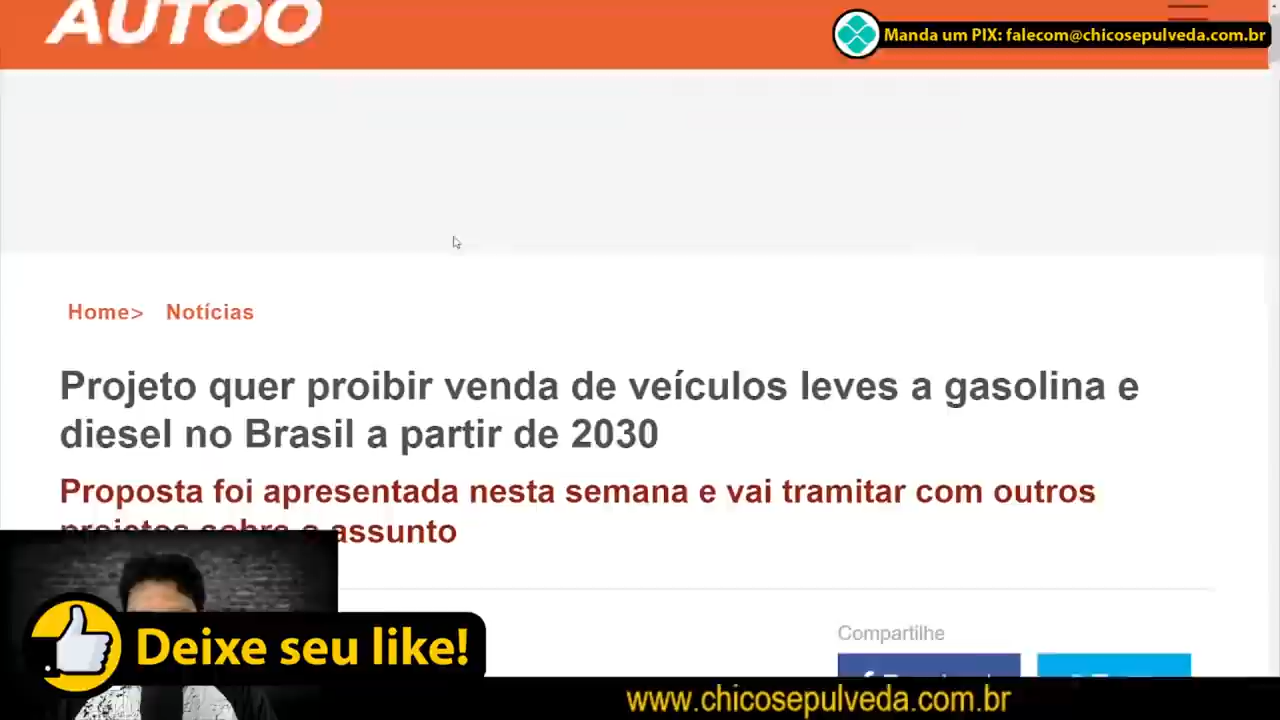 AUTOO
Manda um PIX: falecom@chicosepulveda.com.br
Home> Notícias
Projeto quer proibir venda de veículos leves a gasolina e
diesel no Brasil a partir de 2030
Proposta foi apresentada nesta semana e vai tramitar com outros
projetos sobre o assunto
Compartilhe
Deixe seu like!
www.chicosepulveda.com.br